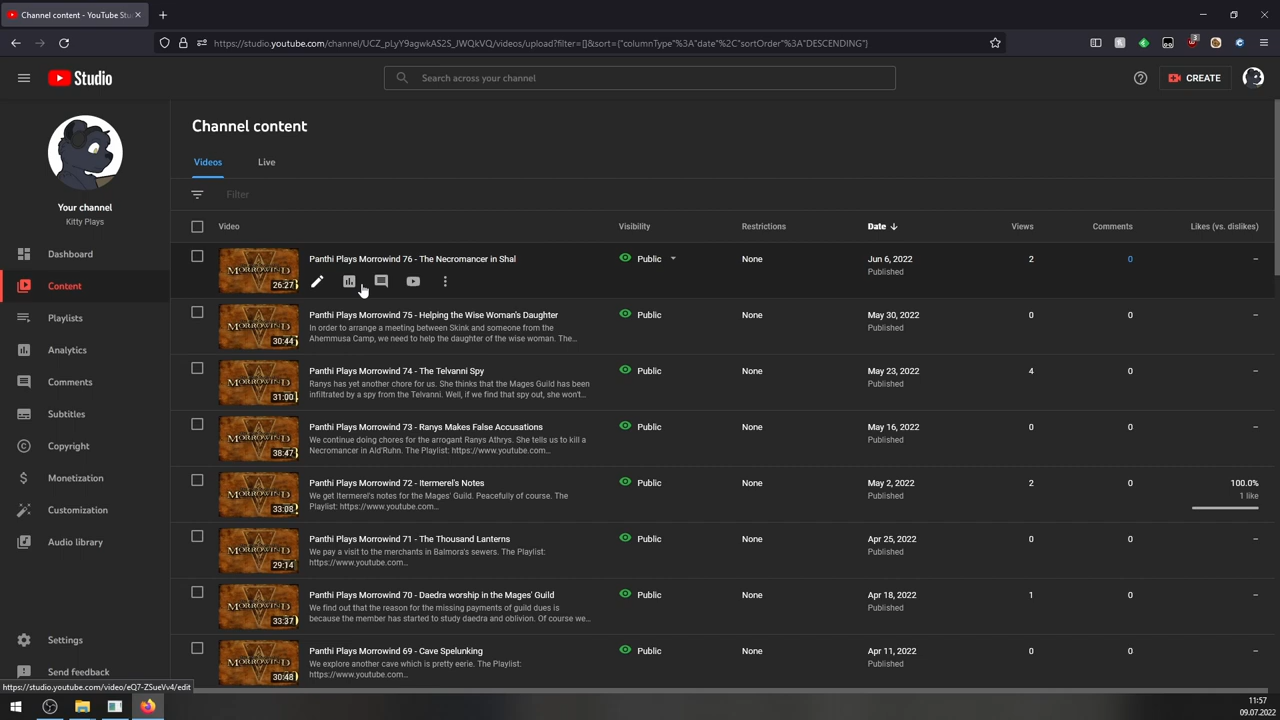 Channel content - YouTube Stu
https://studio.youtube.com/channel/UCZ_pLyY9agwkAS2S_JWQkVQ/videos/upload?filter=[]&sort={"columnType"%3A"date"%2C"sortOrder"%3A"DESCENDING"}
3
Studio
Search across your channel
CREATE
Channel content
Your channel
Kitty Plays
Videos
Live
Filter
Dashboard
Content
Playlists
Analytics
Comments
Subtitles
Copyright
Monetization
Customization
Audio library
Settings
Send feedback
Video
Visibility
Restrictions
Date
Views
Comments
Likes (vs. dislikes)
MORROWIND
26:27
Panthi Plays Morrowind 76 - The Necromancer in Shal
Public
None
Jun 6, 2022
Published
2
0
–
MORROWIND
30:44
Panthi Plays Morrowind 75 - Helping the Wise Woman's Daughter
In order to arrange a meeting between Skink and someone from the
Ahemmusa Camp, we need to help the daughter of the wise woman. The...
Public
None
May 30, 2022
Published
0
0
–
MORROWIND
31:00
Panthi Plays Morrowind 74 - The Telvanni Spy
Ranys has yet another chore for us. She thinks that the Mages Guild has been
infiltrated by a spy from the Telvanni. Well, if we find that spy out, she won't...
Public
None
May 23, 2022
Published
4
0
–
MORROWIND
38:47
Panthi Plays Morrowind 73 - Ranys Makes False Accusations
We continue doing chores for the arrogant Ranys Athrys. She tells us to kill a
Necromancer in Ald'Ruhn. The Playlist: https://www.youtube.com...
Public
None
May 16, 2022
Published
0
0
–
MORROWIND
33:08
Panthi Plays Morrowind 72 - Itermerel's Notes
We get Itermerel's notes for the Mages' Guild. Peacefully of course. The
Playlist: https://www.youtube.com...
Public
None
May 2, 2022
Published
2
0
100.0%
1 like
MORROWIND
29:14
Panthi Plays Morrowind 71 - The Thousand Lanterns
We pay a visit to the merchants in Balmora's sewers. The Playlist:
https://www.youtube.com...
Public
None
Apr 25, 2022
Published
0
0
–
MORROWIND
33:37
Panthi Plays Morrowind 70 - Daedra worship in the Mages' Guild
We find out that the reason for the missing payments of guild dues is
because the member has started to study daedra and oblivion. Of course we...
Public
None
Apr 18, 2022
Published
1
0
–
MORROWIND
30:48
Panthi Plays Morrowind 69 - Cave Spelunking
We explore another cave which is pretty eerie. The Playlist:
https://www.youtube.com...
Public
None
Apr 11, 2022
Published
0
0
–
https://studio.youtube.com/video/eQ7-ZSueVv4/edit
11:57
09.07.2022